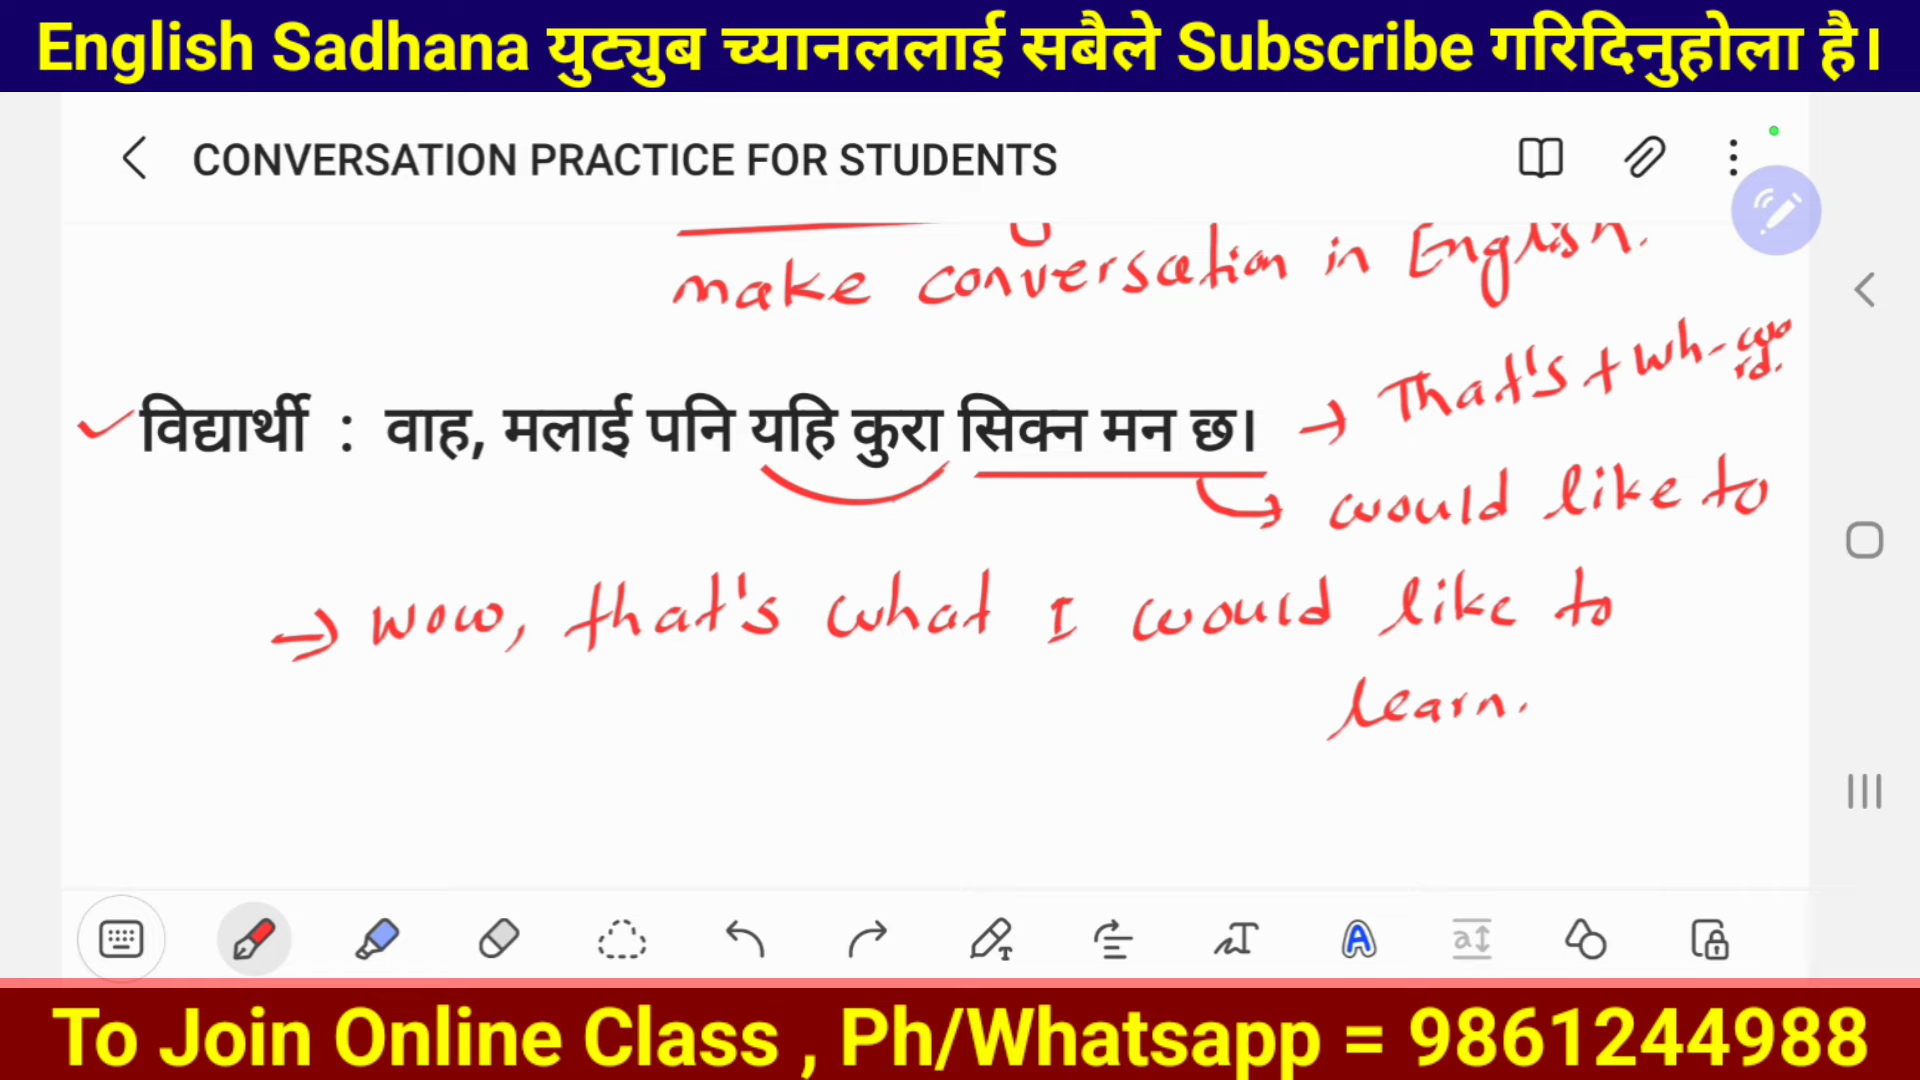 English Sadhana युट्युब च्यानललाई सबैले Subscribe गरिदिनुहोला है।
CONVERSATION PRACTICE FOR STUDENTS
make conversation in English.
→ That's + wh-word.
विद्यार्थी : वाह, मलाई पनि यहि कुरा सिक्न मन छ।
→ would like to
→ wow, that's what I would like to
learn.
To Join Online Class , Ph/Whatsapp = 9861244988